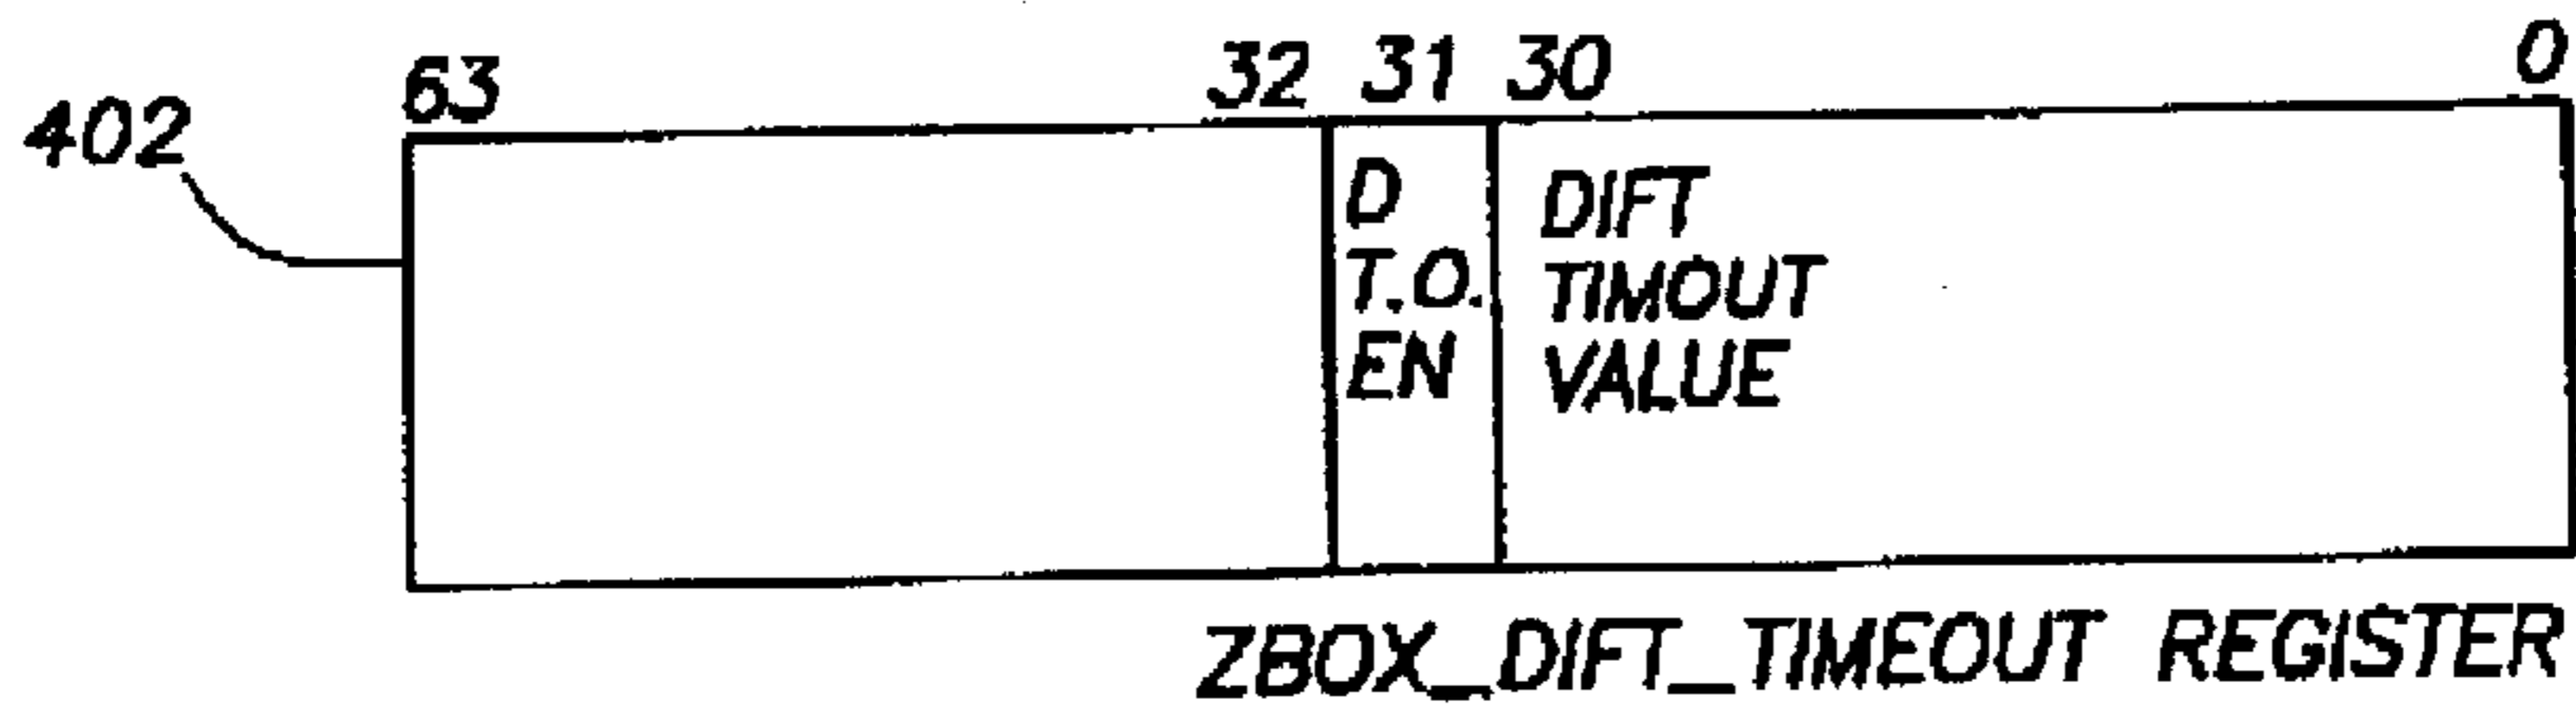 402
63 32 31 30 0
D
T.O.
EN
DIFT
TIMOUT
VALUE
ZBOX_DIFT_TIMEOUT REGISTER